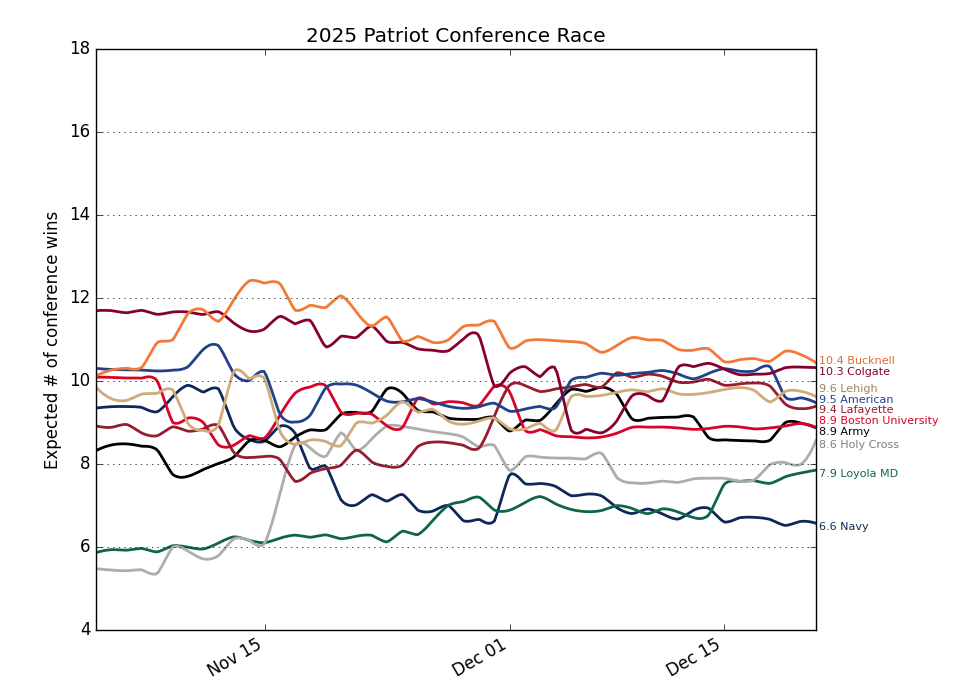 2025 Patriot Conference Race
Expected # of conference wins
18
16
14
12
10
8
6
4
Nov 15
Dec 01
Dec 15
10.4 Bucknell
10.3 Colgate
9.6 Lehigh
9.5 American
9.4 Lafayette
8.9 Boston University
8.9 Army
8.6 Holy Cross
7.9 Loyola MD
6.6 Navy